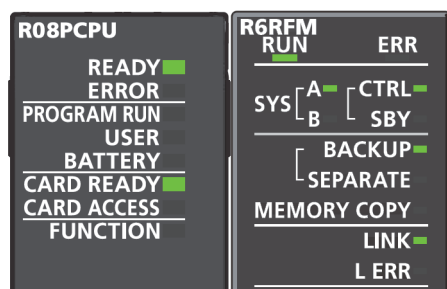 R08PCPU
READY
ERROR
PROGRAM RUN
USER
BATTERY
CARD READY
CARD ACCESS
FUNCTION
R6RFM
RUN ERR
SYS A CTRL
B SBY
BACKUP
SEPARATE
MEMORY COPY
LINK
L ERR